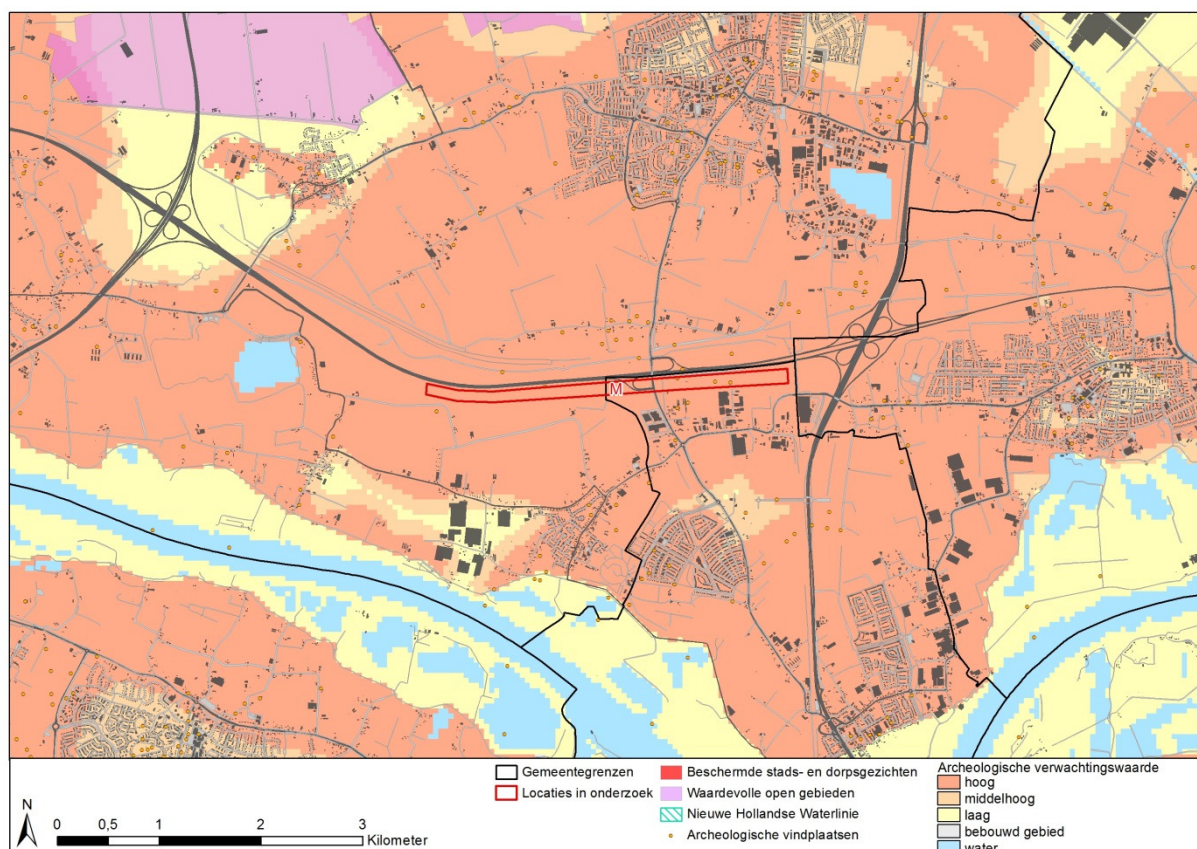 M
N
0 0,5 1 2 3
Kilometer
Gemeentegrenzen
Locaties in onderzoek
Beschermde stads- en dorpsgezichten
Waardevolle open gebieden
Nieuwe Hollandse Waterlinie
Archeologische vindplaatsen
Archeologische verwachtingswaarde
hoog
middelhoog
laag
bebouwd gebied
water